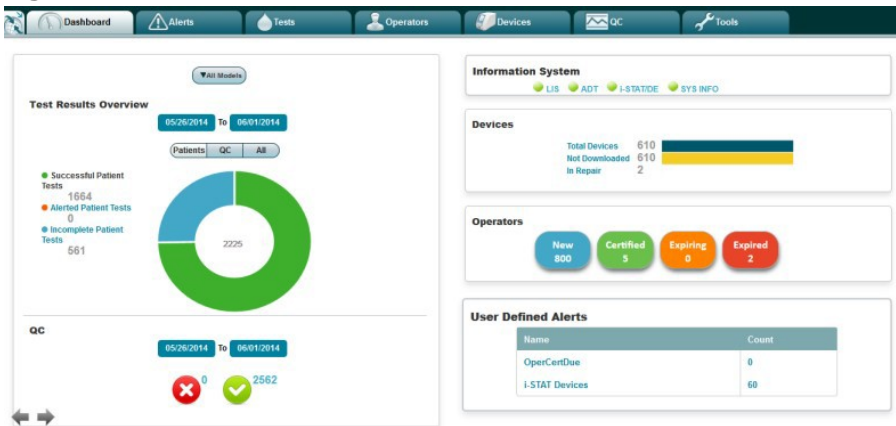 Dashboard
Alerts
Tests
Operators
Devices
QC
Tools
▼All Models
Test Results Overview
05/26/2014 To 06/01/2014
Patients QC All
Successful Patient
Tests
1664
Alerted Patient Tests
0
Incomplete Patient
Tests
561
2225
QC
05/26/2014 To 06/01/2014
0 2562
Information System
LIS ADT i-STAT/DE SYS INFO
Devices
Total Devices 610
Not Downloaded 610
In Repair 2
Operators
New Certified Expiring Expired
800 5 0 2
User Defined Alerts
Name Count
OperCertDue 0
i-STAT Devices 60